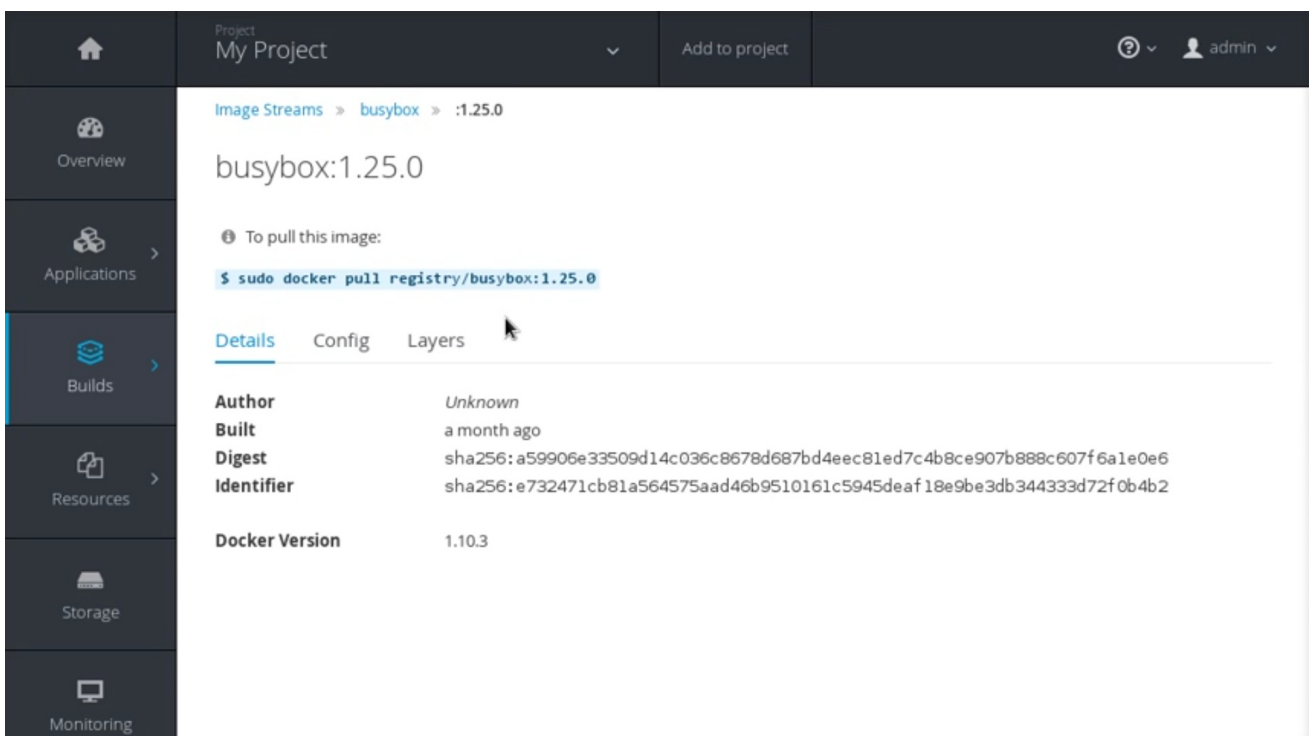 Project
My Project
Add to project
admin
Overview
Applications
Builds
Resources
Storage
Monitoring
Image Streams » busybox » :1.25.0
busybox:1.25.0
To pull this image:
$ sudo docker pull registry/busybox:1.25.0
Details Config Layers
Author Unknown
Built a month ago
Digest sha256:a59906e33509d14c036c8678d687bd4eec81ed7c4b8ce907b888c607f6a1e0e6
Identifier sha256:e732471cb81a564575aad46b9510161c5945deaf18e9be3db344333d72f0b4b2
Docker Version 1.10.3